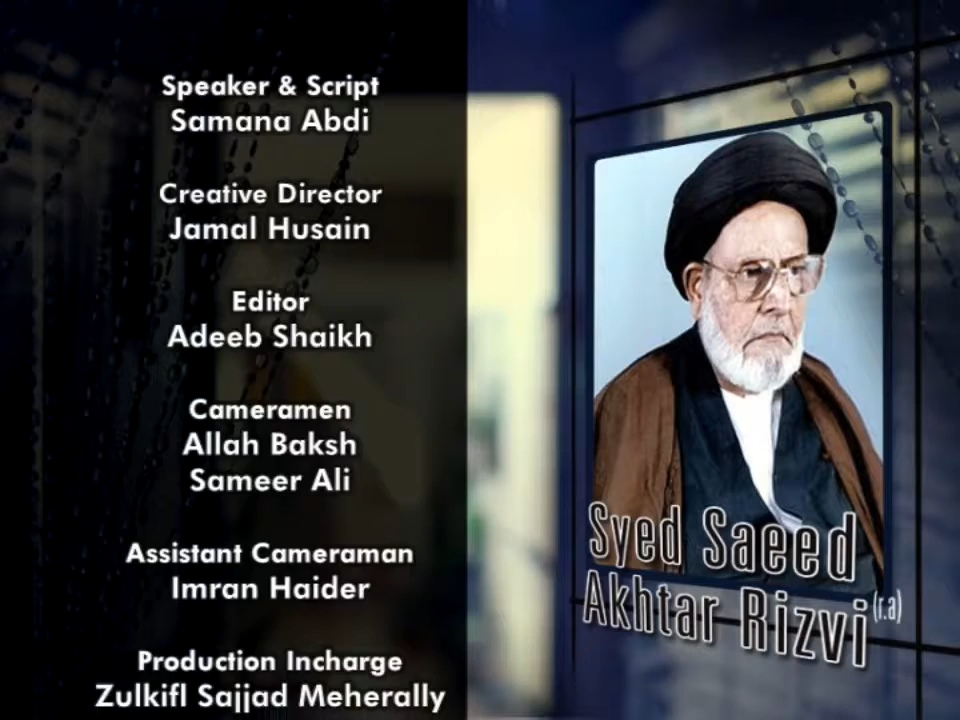 Speaker & Script
Samana Abdi
Creative Director
Jamal Husain
Editor
Adeeb Shaikh
Cameramen
Allah Baksh
Sameer Ali
Assistant Cameraman
Imran Haider
Production Incharge
Zulkifl Sajjad Meherally
Syed Saeed
Akhtar Rizvi (r.a)